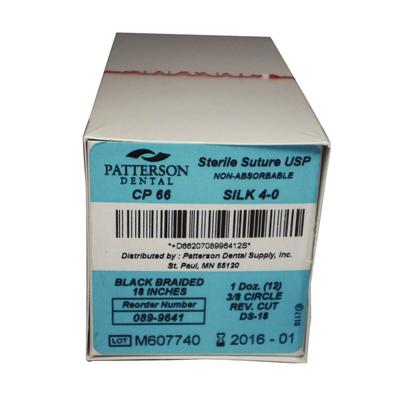 PATTERSON
DENTAL
Sterile Suture USP
NON-ABSORBABLE
CP 66
SILK 4-0
*+D6620708996412S*
Distributed by : Patterson Dental Supply, Inc.
St. Paul, MN 55120
BLACK BRAIDED
18 INCHES
Reorder Number
089-9641
1 Doz. (12)
3/8 CIRCLE
REV. CUT
DS-18
LOT M607740
2016 - 01